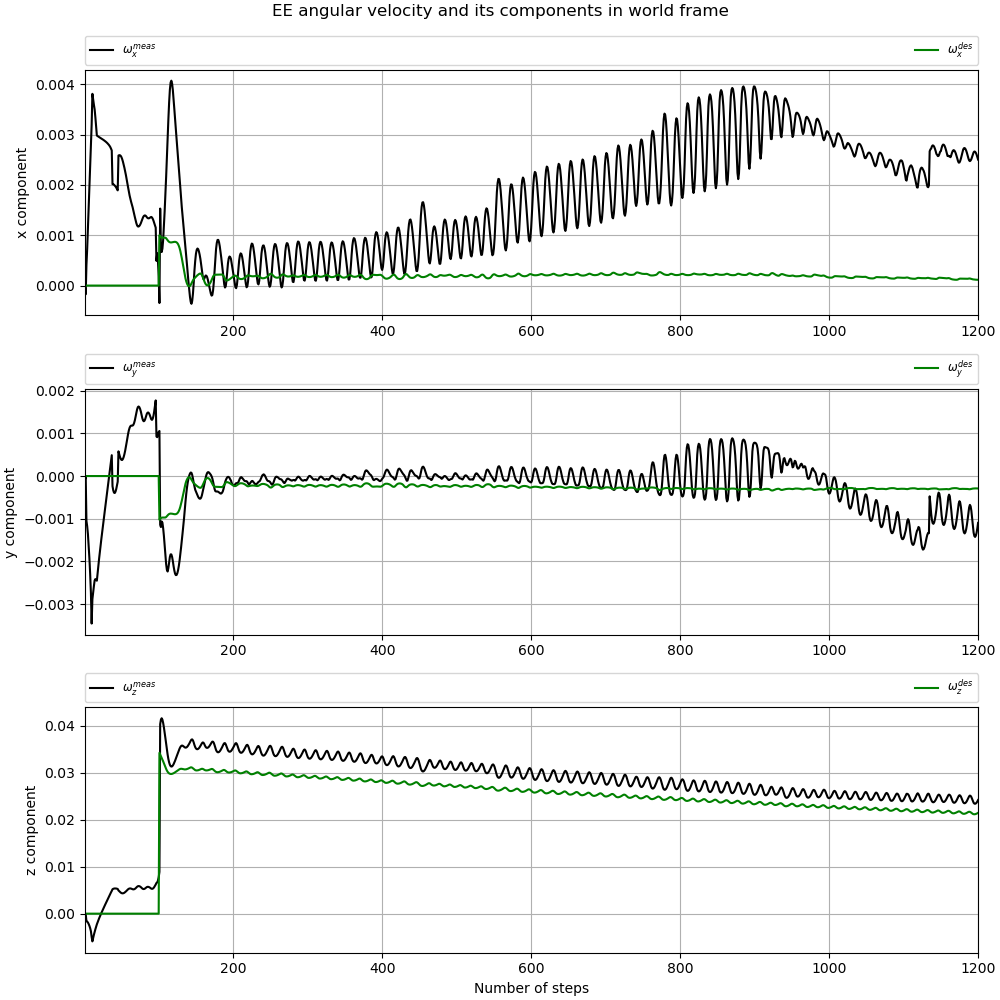 EE angular velocity and its components in world frame
ω_x^meas ω_x^des
0.004
0.003
0.002
0.001
0.000
x component
200 400 600 800 1000 1200
ω_y^meas ω_y^des
0.002
0.001
0.000
−0.001
−0.002
−0.003
y component
200 400 600 800 1000 1200
ω_z^meas ω_z^des
0.04
0.03
0.02
0.01
0.00
z component
200 400 600 800 1000 1200
Number of steps